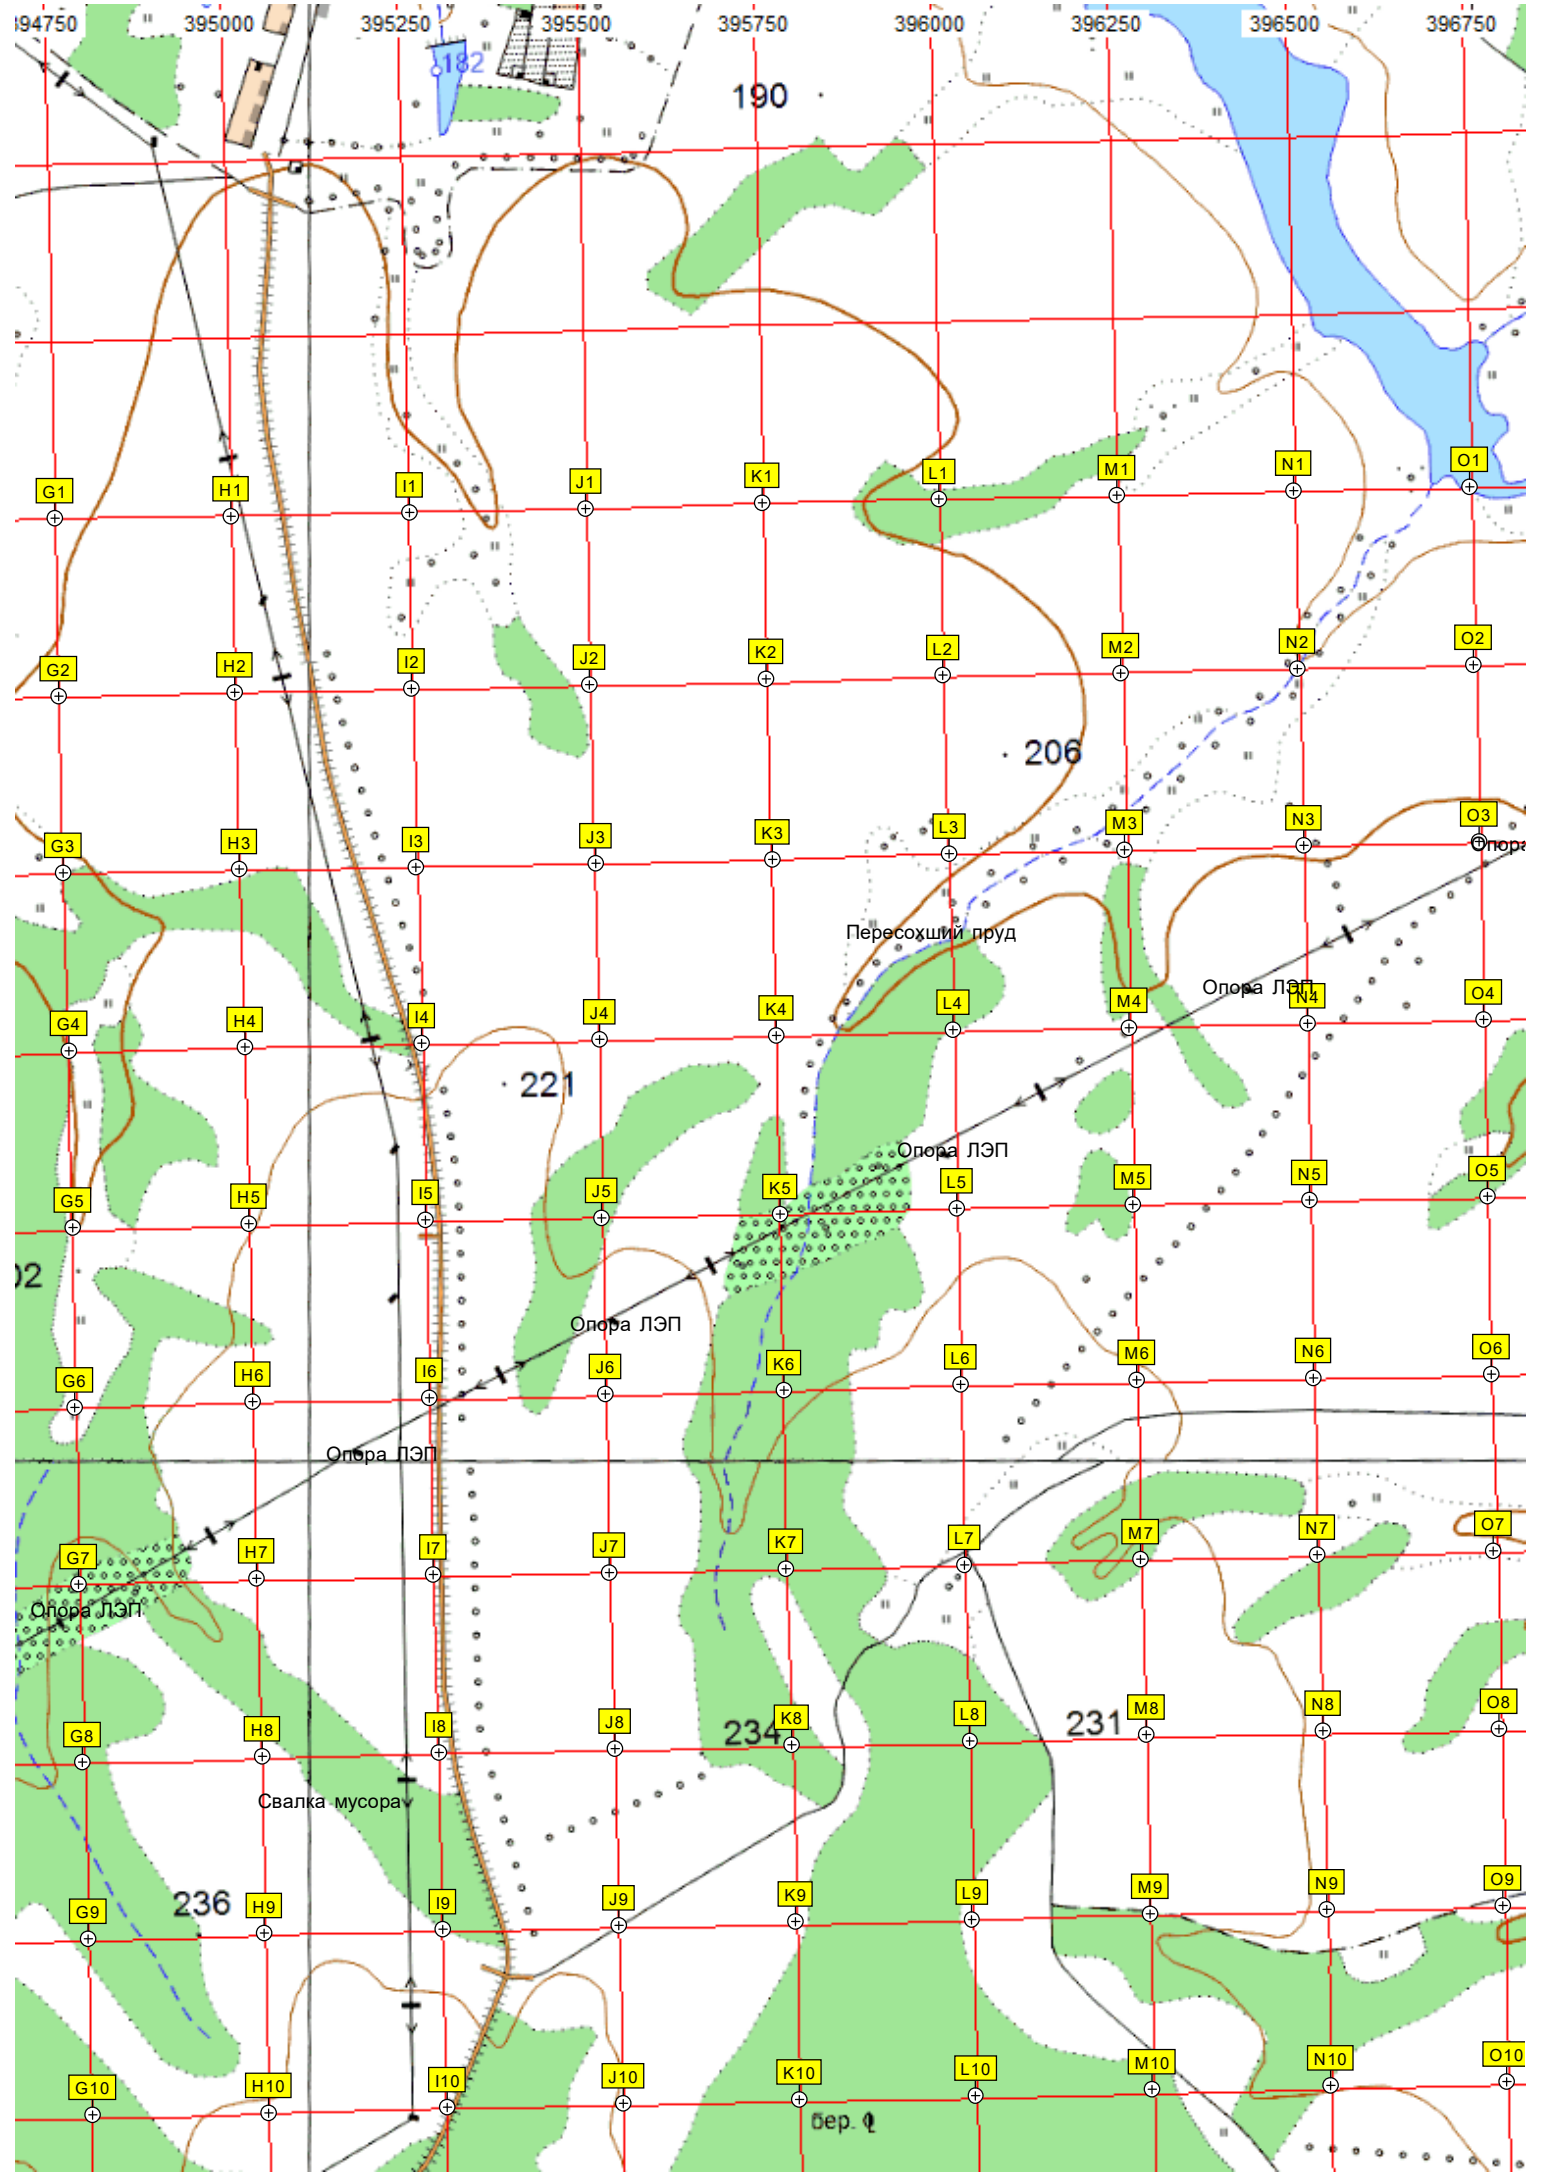 394750 395000 395250 395500 395750 396000 396250 396500 396750
182
190
G1 H1 I1 J1 K1 L1 M1 N1 O1
G2 H2 I2 J2 K2 L2 M2 N2 O2
206
G3 H3 I3 J3 K3 L3 M3 N3 O3
Опора
Пересохший пруд
Опора ЛЭП
G4 H4 I4 J4 K4 L4 M4 N4 O4
221
Опора ЛЭП
G5 H5 I5 J5 K5 L5 M5 N5 O5
02
Опора ЛЭП
G6 H6 I6 J6 K6 L6 M6 N6 O6
Опора ЛЭП
G7 H7 I7 J7 K7 L7 M7 N7 O7
Опора ЛЭП
234 231
G8 H8 I8 J8 K8 L8 M8 N8 O8
Свалка мусора
236
G9 H9 I9 J9 K9 L9 M9 N9 O9
G10 H10 I10 J10 K10 L10 M10 N10 O10
бер.